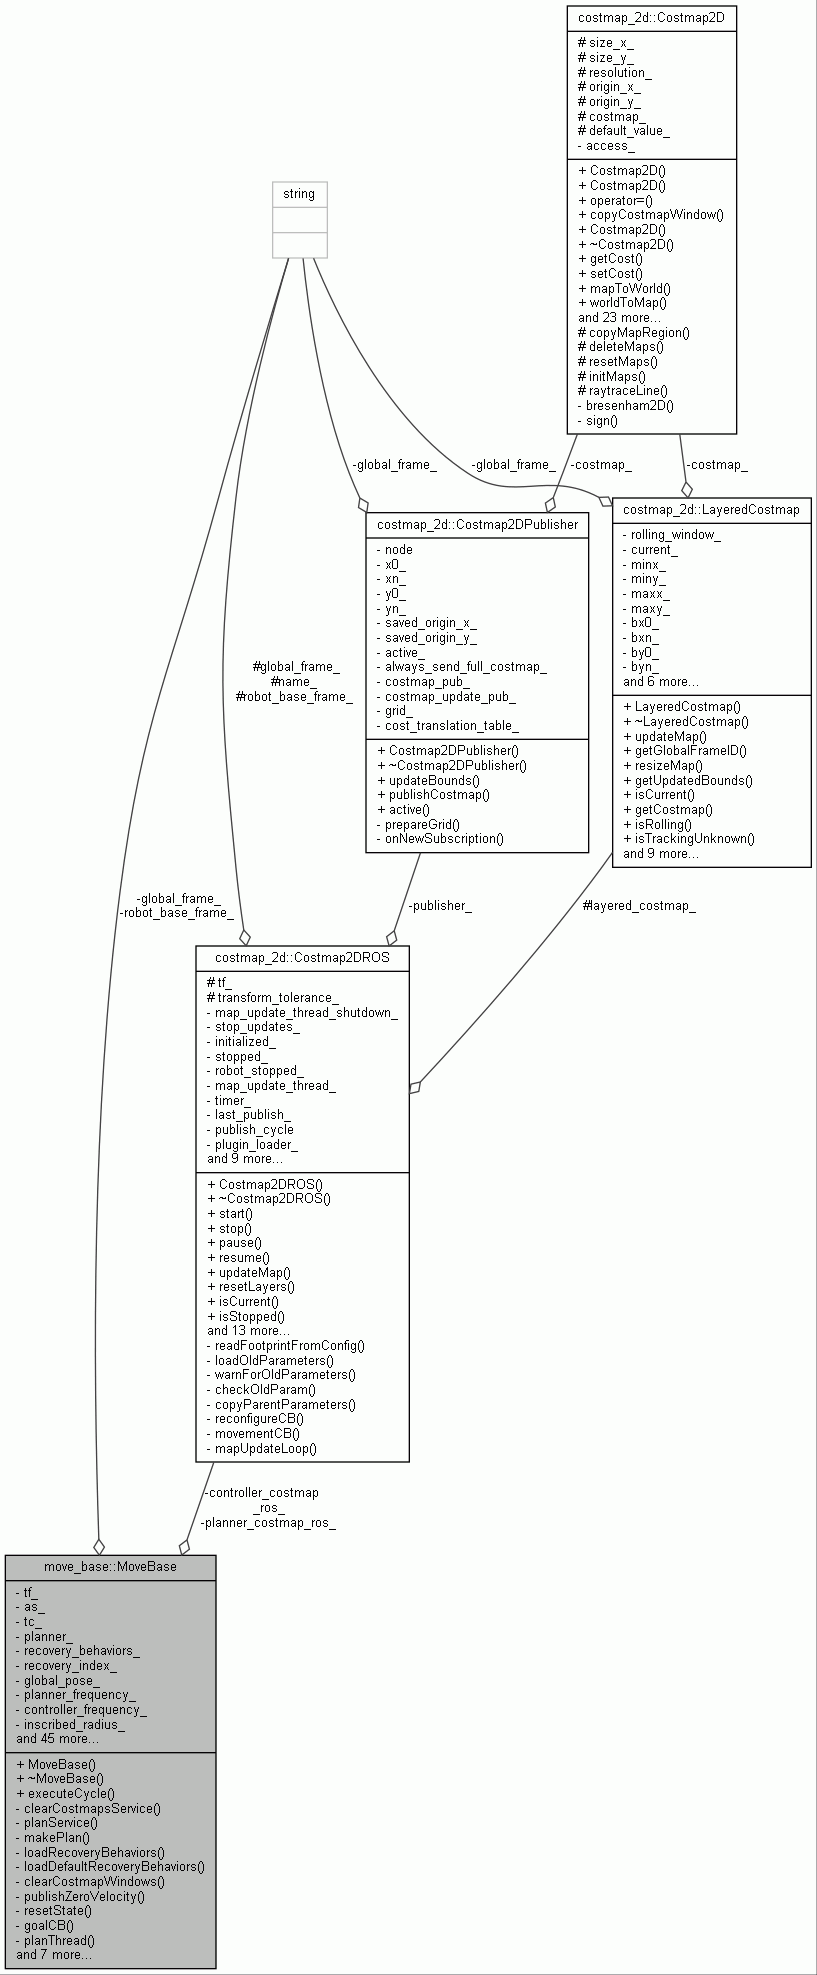 costmap_2d::Costmap2D
# size_x_
# size_y_
# resolution_
# origin_x_
# origin_y_
# costmap_
# default_value_
- access_
+ Costmap2D()
+ Costmap2D()
+ operator=()
+ copyCostmapWindow()
+ Costmap2D()
+ ~Costmap2D()
+ getCost()
+ setCost()
+ mapToWorld()
+ worldToMap()
and 23 more...
# copyMapRegion()
# deleteMaps()
# resetMaps()
# initMaps()
# raytraceLine()
- bresenham2D()
- sign()
string
-global_frame_
-global_frame_
-costmap_
-costmap_
costmap_2d::Costmap2DPublisher
- node
- x0_
- xn_
- y0_
- yn_
- saved_origin_x_
- saved_origin_y_
- active_
- always_send_full_costmap_
- costmap_pub_
- costmap_update_pub_
- grid_
- cost_translation_table_
+ Costmap2DPublisher()
+ ~Costmap2DPublisher()
+ updateBounds()
+ publishCostmap()
+ active()
- prepareGrid()
- onNewSubscription()
costmap_2d::LayeredCostmap
- rolling_window_
- current_
- minx_
- miny_
- maxx_
- maxy_
- bx0_
- bxn_
- by0_
- byn_
and 6 more...
+ LayeredCostmap()
+ ~LayeredCostmap()
+ updateMap()
+ getGlobalFrameID()
+ resizeMap()
+ getUpdatedBounds()
+ isCurrent()
+ getCostmap()
+ isRolling()
+ isTrackingUnknown()
and 9 more...
#global_frame_
#name_
#robot_base_frame_
-global_frame_
-robot_base_frame_
-publisher_
#layered_costmap_
costmap_2d::Costmap2DROS
# tf_
# transform_tolerance_
- map_update_thread_shutdown_
- stop_updates_
- initialized_
- stopped_
- robot_stopped_
- map_update_thread_
- timer_
- last_publish_
- publish_cycle
- plugin_loader_
and 9 more...
+ Costmap2DROS()
+ ~Costmap2DROS()
+ start()
+ stop()
+ pause()
+ resume()
+ updateMap()
+ resetLayers()
+ isCurrent()
+ isStopped()
and 13 more...
- readFootprintFromConfig()
- loadOldParameters()
- warnForOldParameters()
- checkOldParam()
- copyParentParameters()
- reconfigureCB()
- movementCB()
- mapUpdateLoop()
-controller_costmap
_ros_
-planner_costmap_ros_
move_base::MoveBase
- tf_
- as_
- tc_
- planner_
- recovery_behaviors_
- recovery_index_
- global_pose_
- planner_frequency_
- controller_frequency_
- inscribed_radius_
and 45 more...
+ MoveBase()
+ ~MoveBase()
+ executeCycle()
- clearCostmapsService()
- planService()
- makePlan()
- loadRecoveryBehaviors()
- loadDefaultRecoveryBehaviors()
- clearCostmapWindows()
- publishZeroVelocity()
- resetState()
- goalCB()
- planThread()
and 7 more...